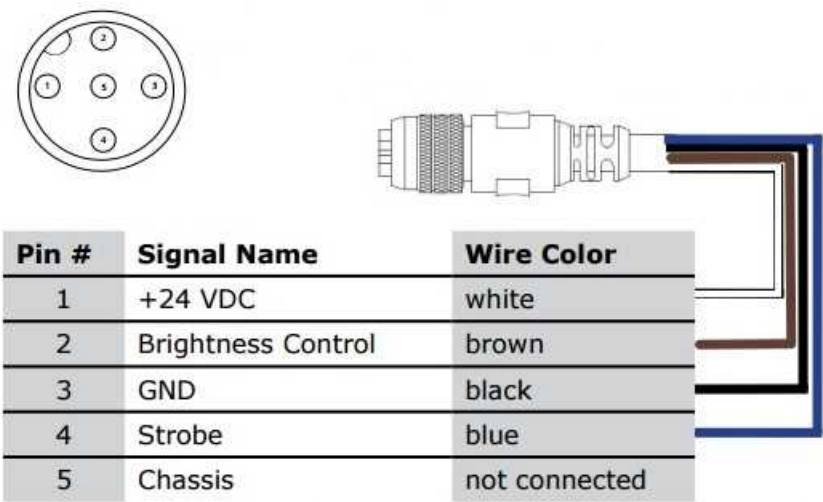 2
1 5 3
4
Pin # Signal Name Wire Color
1 +24 VDC white
2 Brightness Control brown
3 GND black
4 Strobe blue
5 Chassis not connected